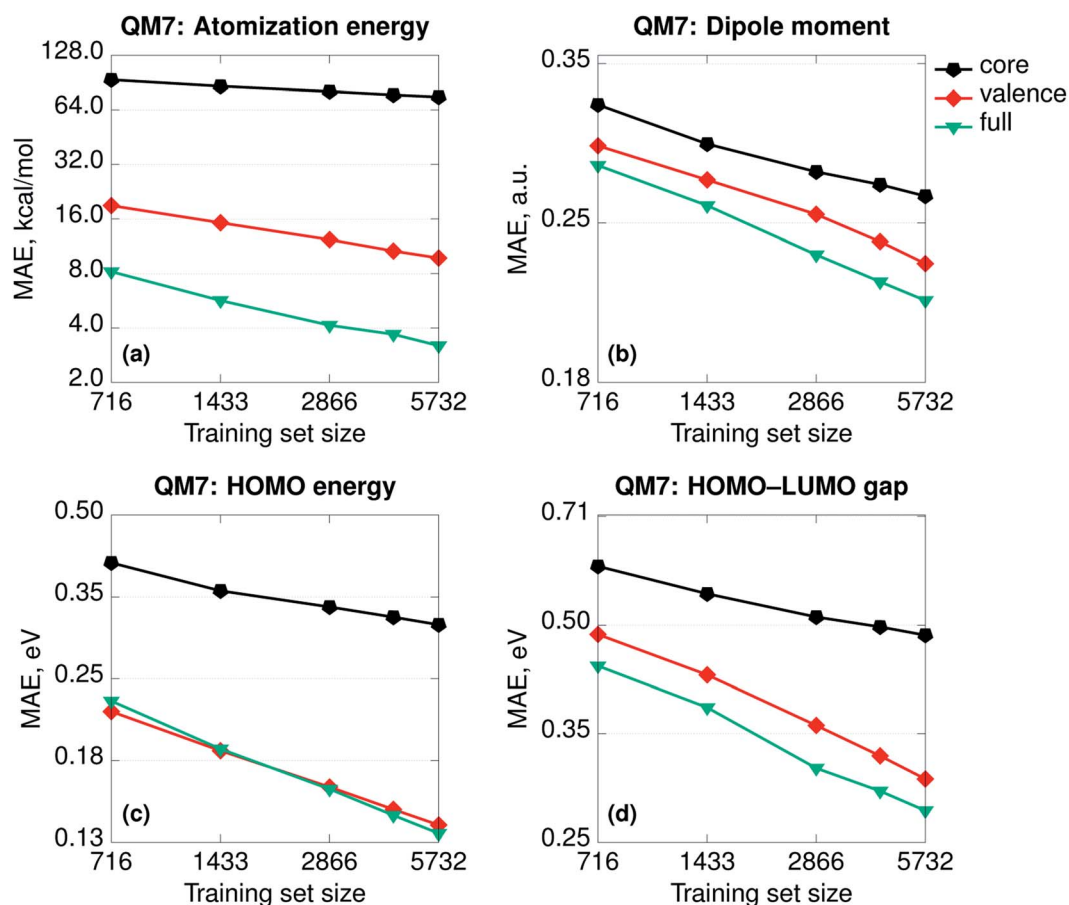 QM7: Atomization energy
128.0
64.0
32.0
16.0
8.0
4.0
2.0
MAE, kcal/mol
(a)
716 1433 2866 5732
Training set size
QM7: Dipole moment
0.35
0.25
0.18
MAE, a.u.
(b)
716 1433 2866 5732
Training set size
core
valence
full
QM7: HOMO energy
0.50
0.35
0.25
0.18
0.13
MAE, eV
(c)
716 1433 2866 5732
Training set size
QM7: HOMO–LUMO gap
0.71
0.50
0.35
0.25
MAE, eV
(d)
716 1433 2866 5732
Training set size